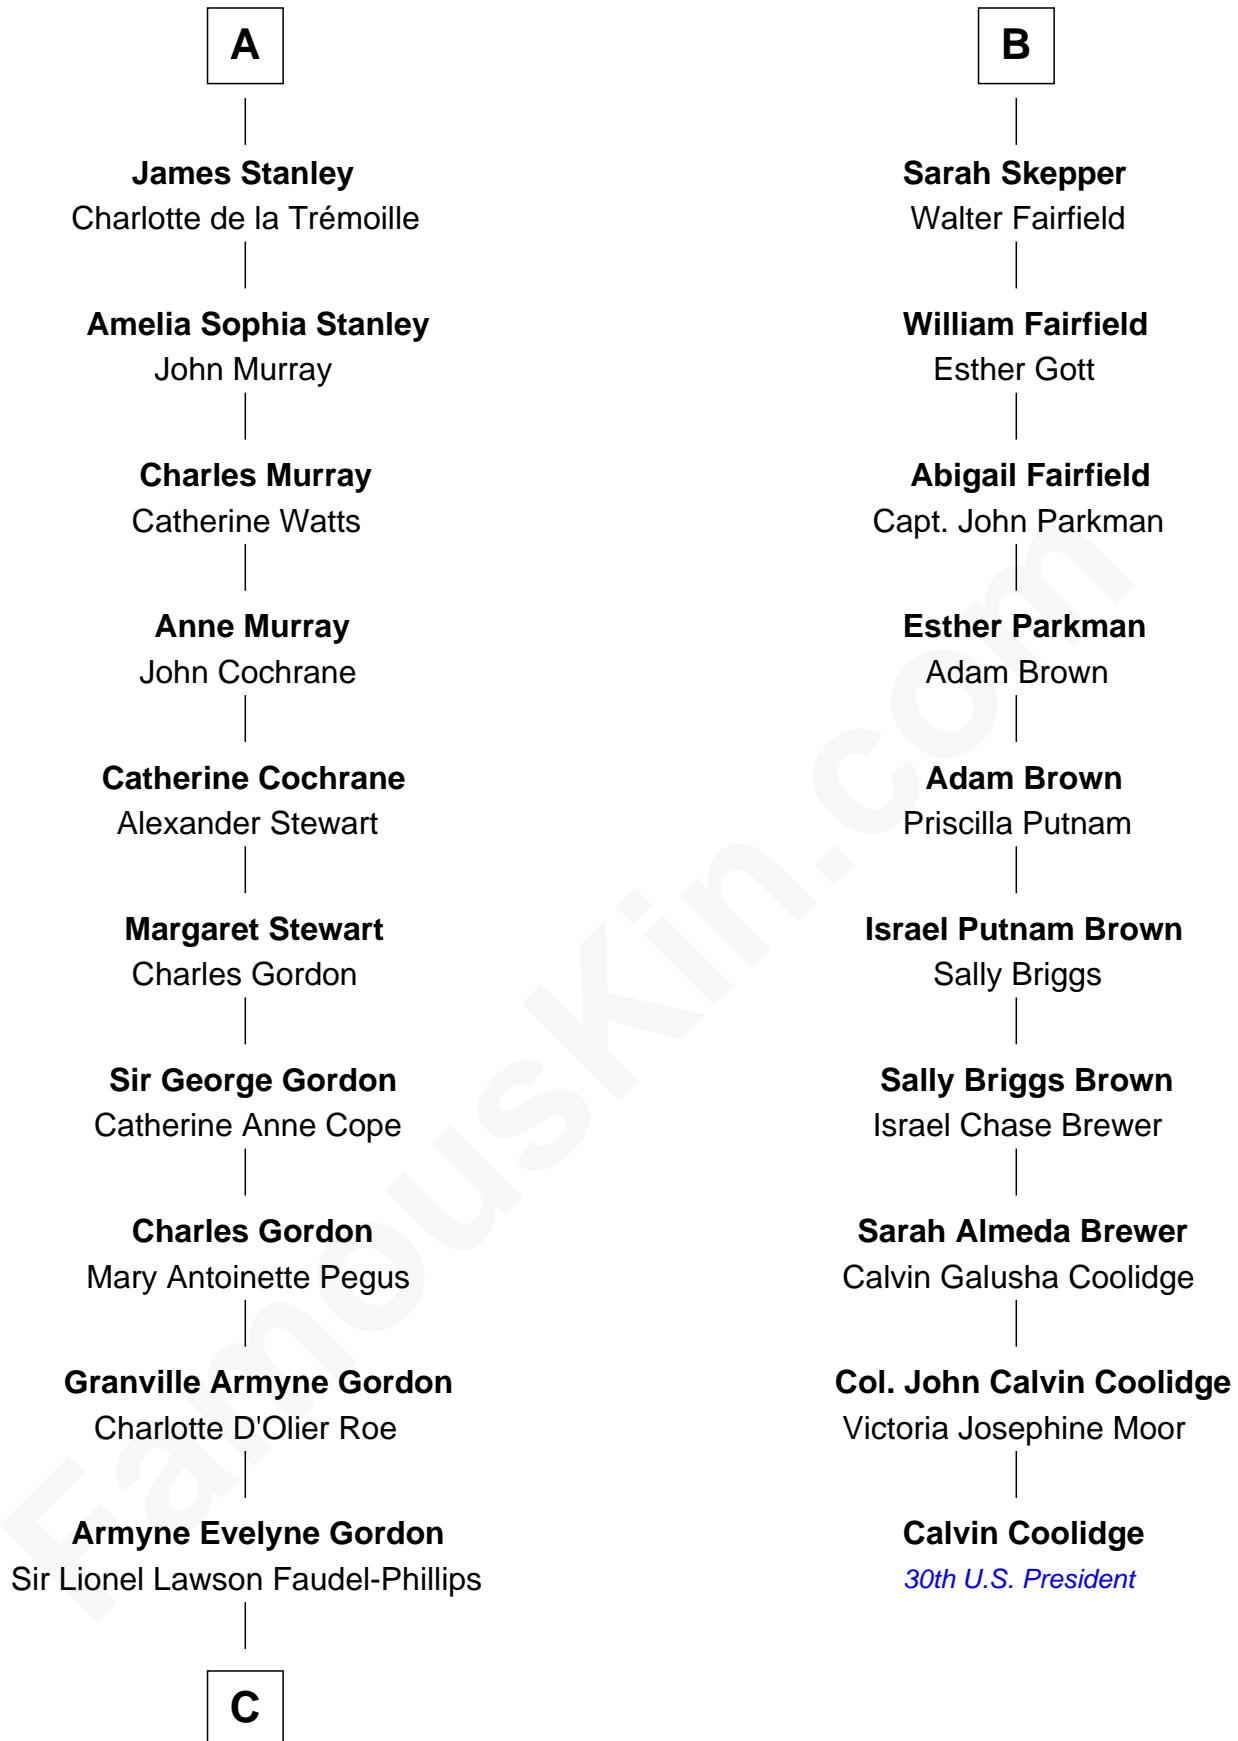 A
James Stanley
Charlotte de la Trémoille
Amelia Sophia Stanley
John Murray
Charles Murray
Catherine Watts
Anne Murray
John Cochrane
Catherine Cochrane
Alexander Stewart
Margaret Stewart
Charles Gordon
Sir George Gordon
Catherine Anne Cope
Charles Gordon
Mary Antoinette Pegus
Granville Armyne Gordon
Charlotte D'Olier Roe
Armyne Evelyne Gordon
Sir Lionel Lawson Faudel-Phillips
C
B
Sarah Skepper
Walter Fairfield
William Fairfield
Esther Gott
Abigail Fairfield
Capt. John Parkman
Esther Parkman
Adam Brown
Adam Brown
Priscilla Putnam
Israel Putnam Brown
Sally Briggs
Sally Briggs Brown
Israel Chase Brewer
Sarah Almeda Brewer
Calvin Galusha Coolidge
Col. John Calvin Coolidge
Victoria Josephine Moor
Calvin Coolidge
30th U.S. President
FamousKin.com